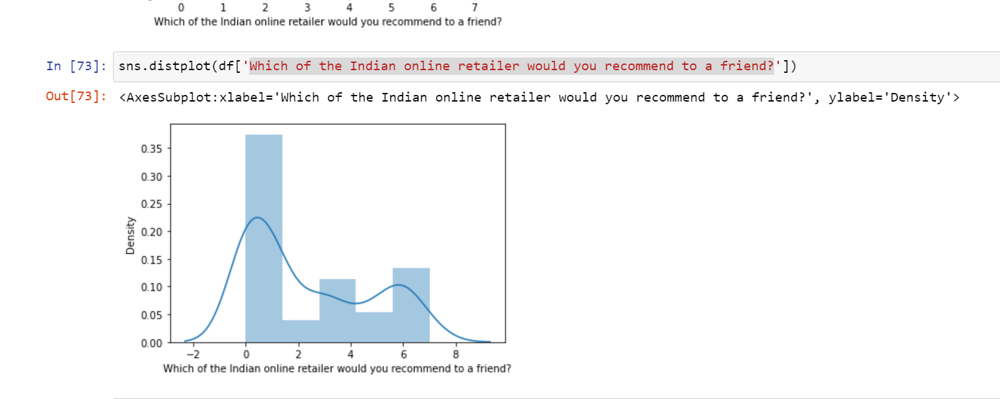 0 1 2 3 4 5 6 7
Which of the Indian online retailer would you recommend to a friend?
In [73]: sns.distplot(df['Which of the Indian online retailer would you recommend to a friend?'])
Out[73]: <AxesSubplot:xlabel='Which of the Indian online retailer would you recommend to a friend?', ylabel='Density'>
0.35
0.30
0.25
0.20
0.15
0.10
0.05
0.00
Density
−2 0 2 4 6 8
Which of the Indian online retailer would you recommend to a friend?